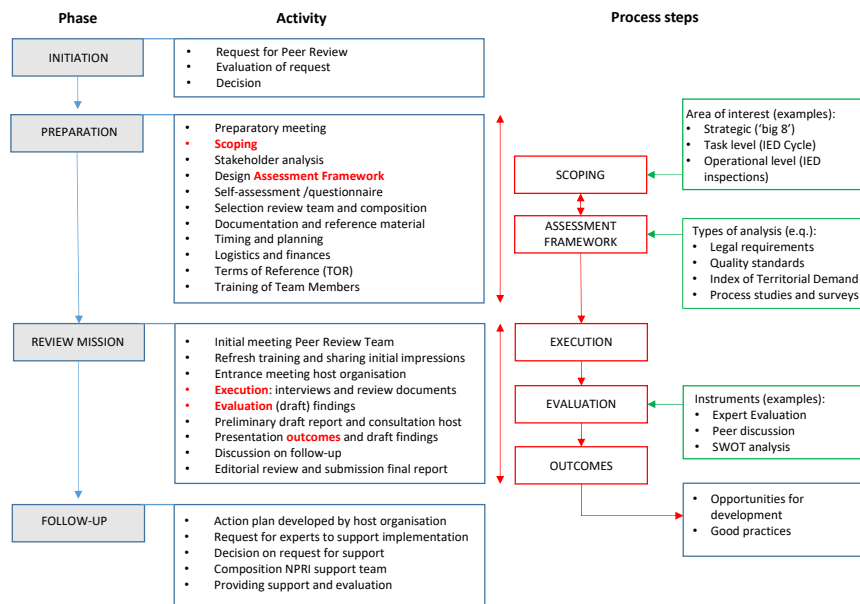 Phase
Activity
Process steps
INITIATION
• Request for Peer Review
• Evaluation of request
• Decision
PREPARATION
• Preparatory meeting
• Scoping
• Stakeholder analysis
• Design Assessment Framework
• Self-assessment /questionnaire
• Selection review team and composition
• Documentation and reference material
• Timing and planning
• Logistics and finances
• Terms of Reference (TOR)
• Training of Team Members
REVIEW MISSION
• Initial meeting Peer Review Team
• Refresh training and sharing initial impressions
• Entrance meeting host organisation
• Execution: interviews and review documents
• Evaluation (draft) findings
• Preliminary draft report and consultation host
• Presentation outcomes and draft findings
• Discussion on follow-up
• Editorial review and submission final report
FOLLOW-UP
• Action plan developed by host organisation
• Request for experts to support implementation
• Decision on request for support
• Composition NPRI support team
• Providing support and evaluation
SCOPING
ASSESSMENT
FRAMEWORK
EXECUTION
EVALUATION
OUTCOMES
Area of interest (examples):
• Strategic (‘big 8’)
• Task level (IED Cycle)
• Operational level (IED
inspections)
Types of analysis (e.q.):
• Legal requirements
• Quality standards
• Index of Territorial Demand
• Process studies and surveys
Instruments (examples):
• Expert Evaluation
• Peer discussion
• SWOT analysis
• Opportunities for
development
• Good practices